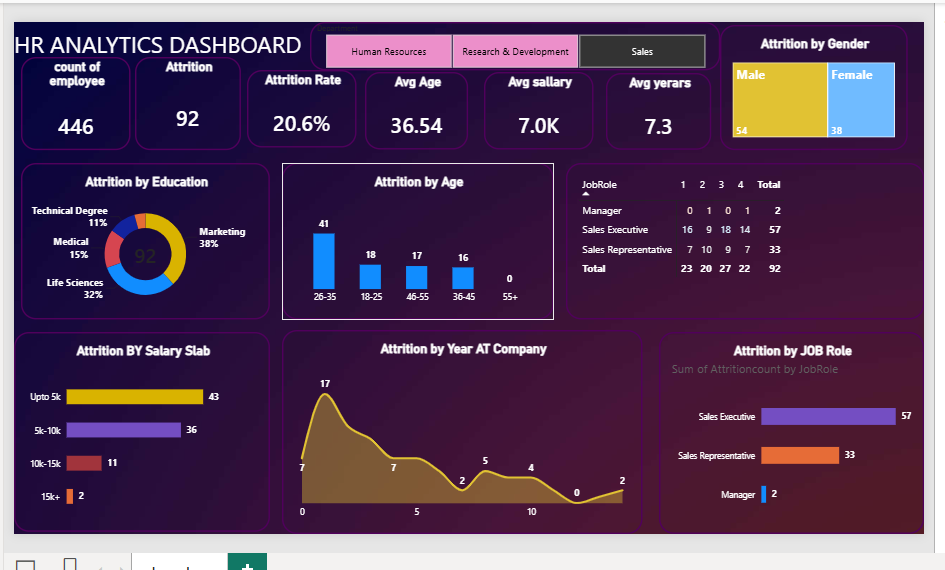 HR ANALYTICS DASHBOARD
Human Resources
Research & Development
Sales
count of
employee
446
Attrition
92
Attrition Rate
20.6%
Avg Age
36.54
Avg sallary
7.0K
Avg yerars
7.3
Attrition by Gender
Male
Female
54
38
Attrition by Education
Technical Degree
11%
Medical
15%
Life Sciences
32%
Marketing
38%
92
Attrition by Age
41
18
17
16
0
26-35
18-25
46-55
36-45
55+
JobRole 1 2 3 4 Total
Manager 0 1 0 1 2
Sales Executive 16 9 18 14 57
Sales Representative 7 10 9 7 33
Total 23 20 27 22 92
Attrition BY Salary Slab
Upto 5k 43
5k-10k 36
10k-15k 11
15k+ 2
Attrition by Year AT Company
17
7
7
2
5
4
0
2
0 5 10
Attrition by JOB Role
Sum of Attritioncount by JobRole
Sales Executive 57
Sales Representative 33
Manager 2